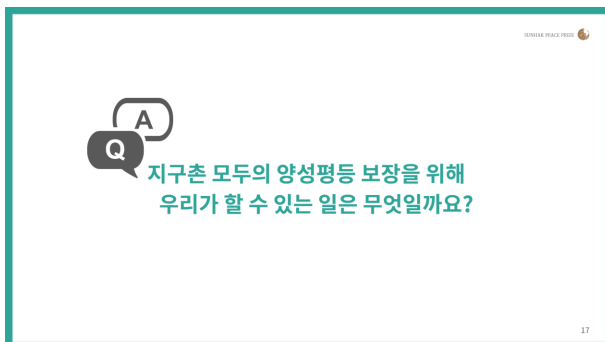 SUNHAK PEACE PRIZE
A
Q
지구촌 모두의 양성평등 보장을 위해
우리가 할 수 있는 일은 무엇일까요?
17